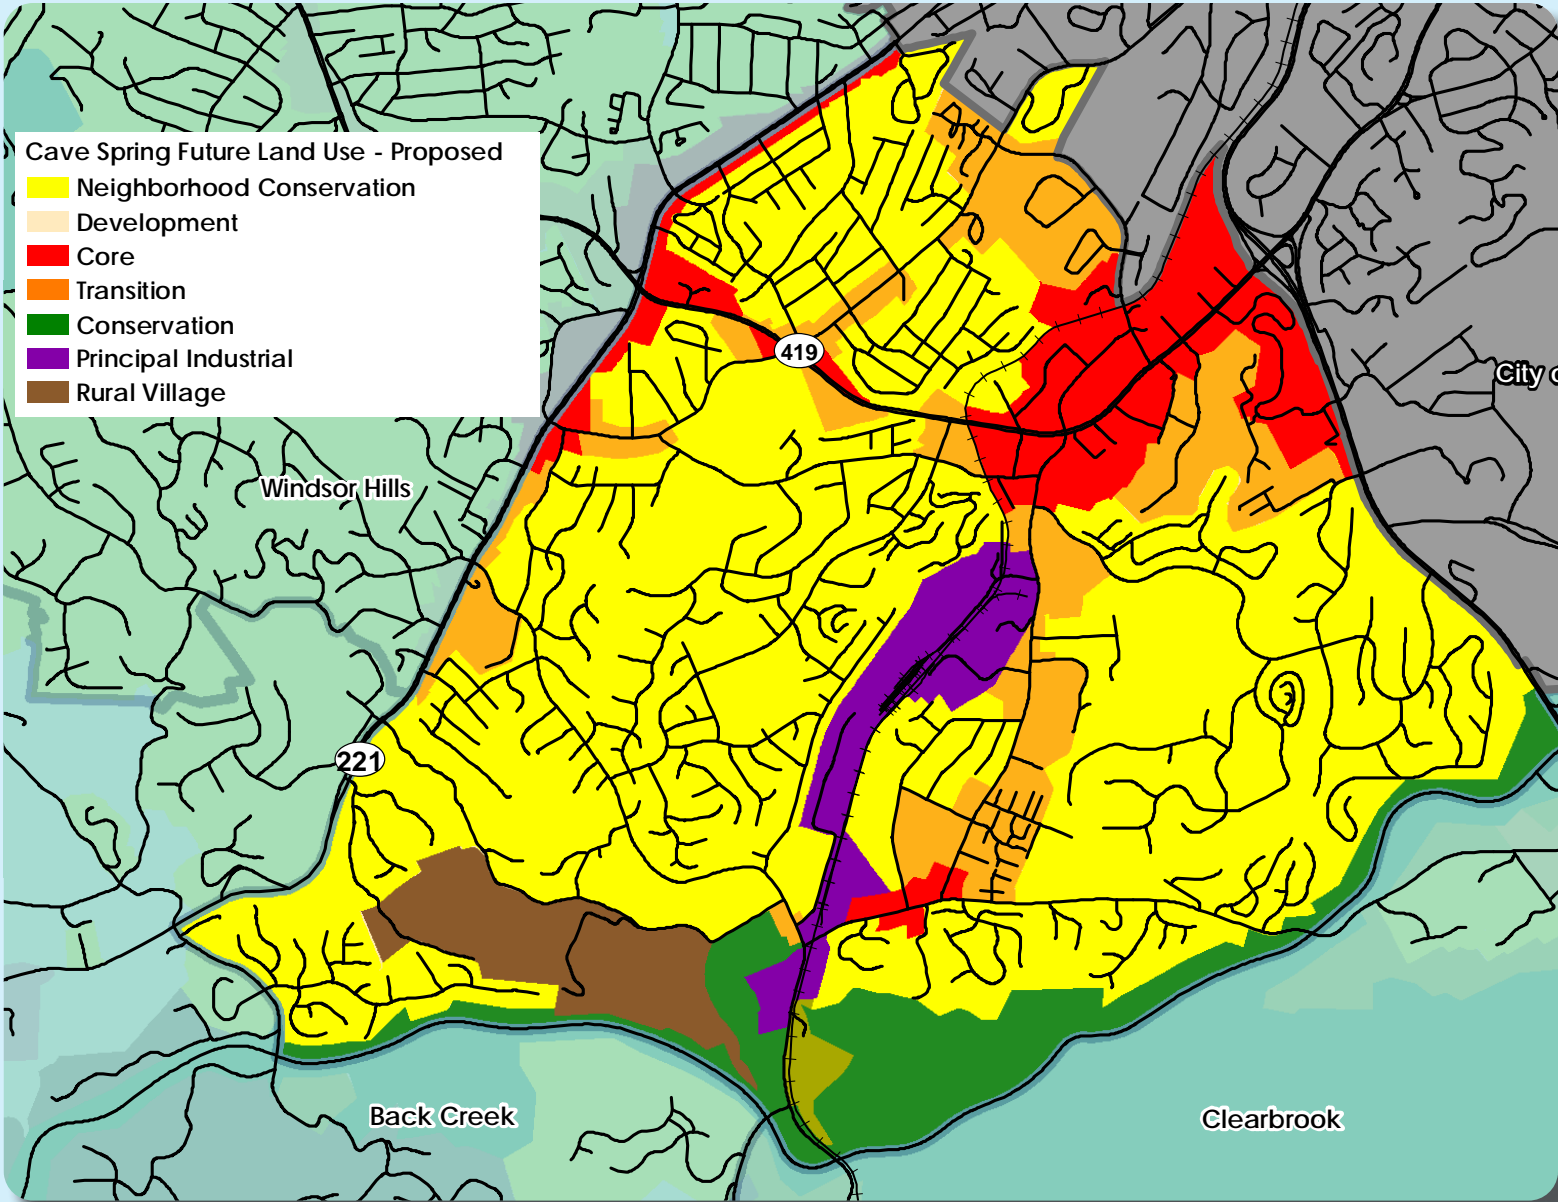 Cave Spring Future Land Use - Proposed
Neighborhood Conservation
Development
Core
Transition
Conservation
Principal Industrial
Rural Village
419
City o
Windsor Hills
221
Back Creek
Clearbrook